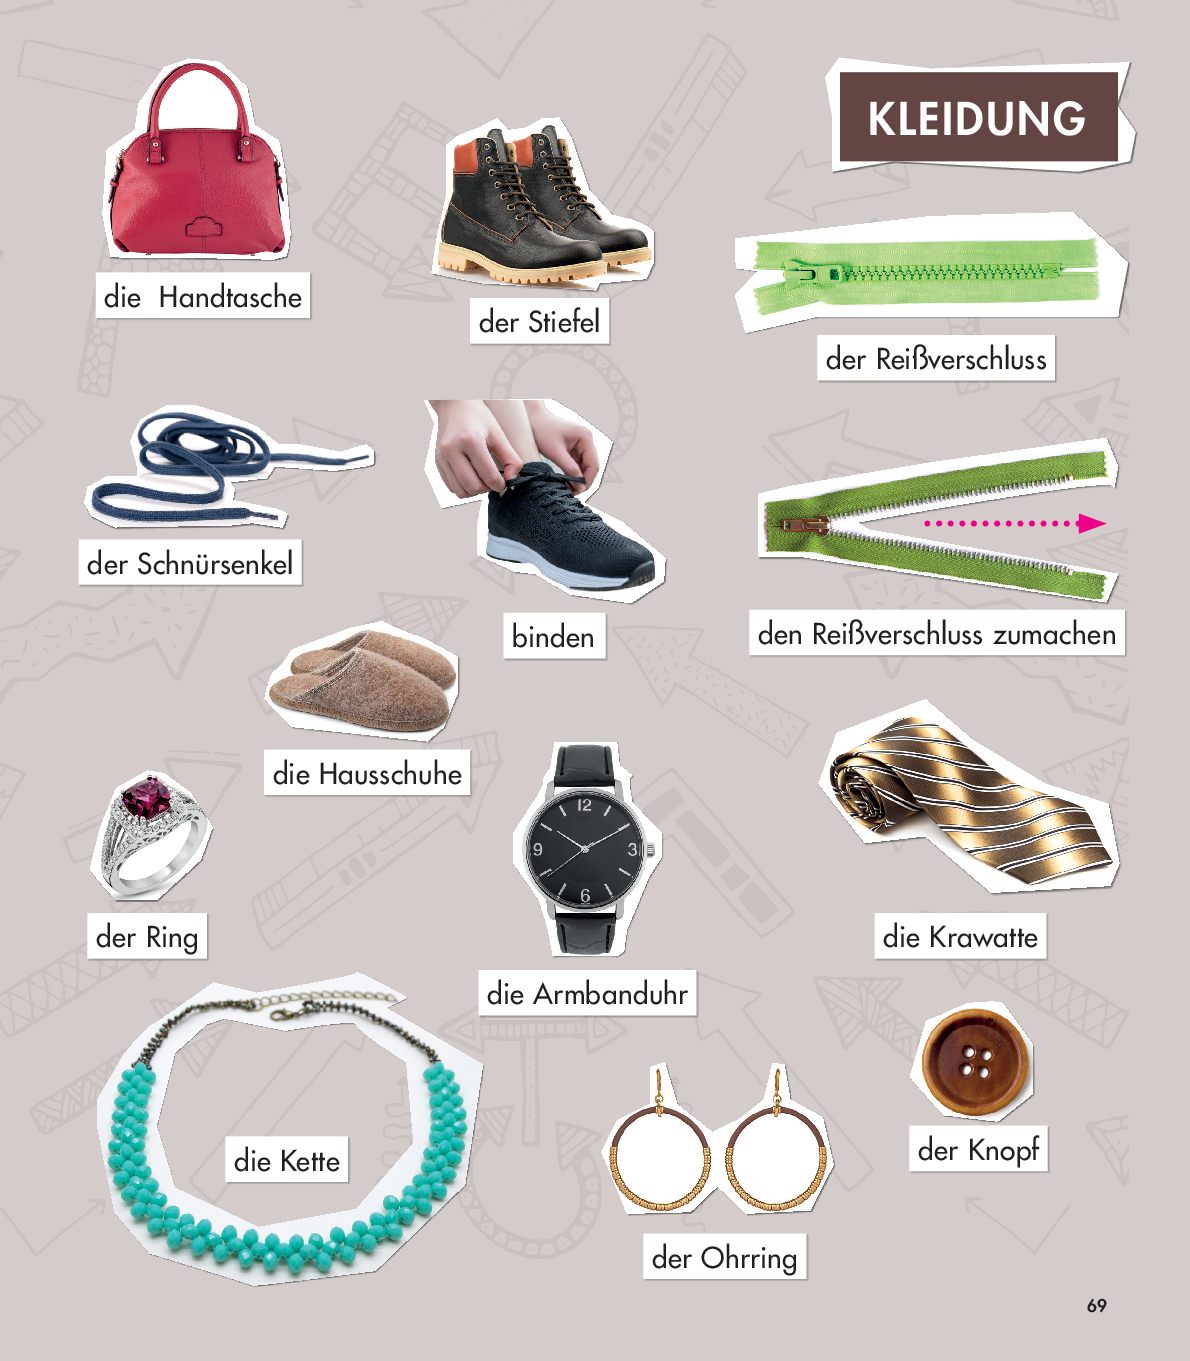 KLEIDUNG
die Handtasche
der Stiefel
der Reißverschluss
der Schnürsenkel
binden
den Reißverschluss zumachen
die Hausschuhe
der Ring
die Armbanduhr
12
9
3
6
die Krawatte
die Kette
der Ohrring
der Knopf
69